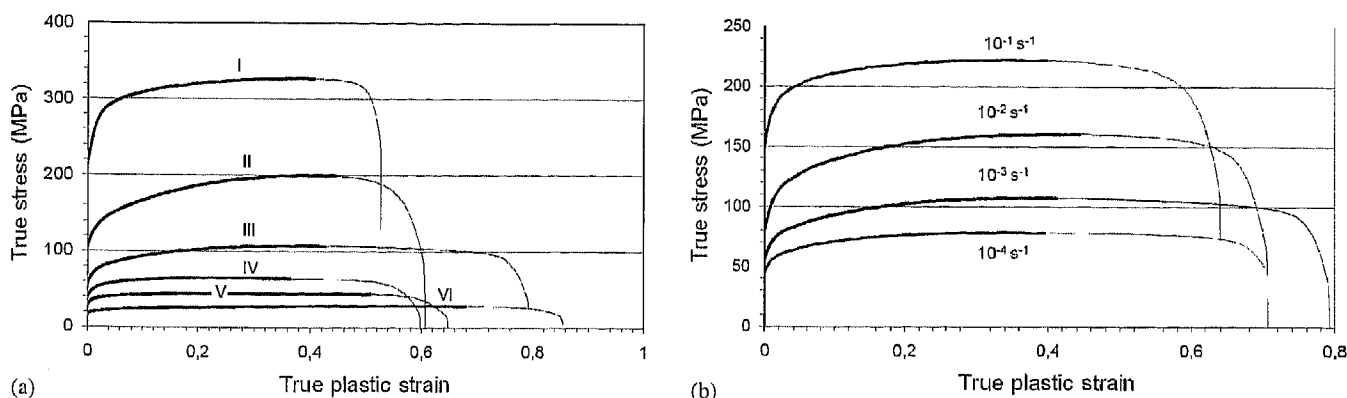 400
300
200
100
0
True stress (MPa)
I
II
III
IV
V
VI
0
0,2
0,4
0,6
0,8
1
True plastic strain
(a)
250
200
150
100
50
0
True stress (MPa)
10⁻¹ s⁻¹
10⁻² s⁻¹
10⁻³ s⁻¹
10⁻⁴ s⁻¹
0
0,2
0,4
0,6
0,8
True plastic strain
(b)